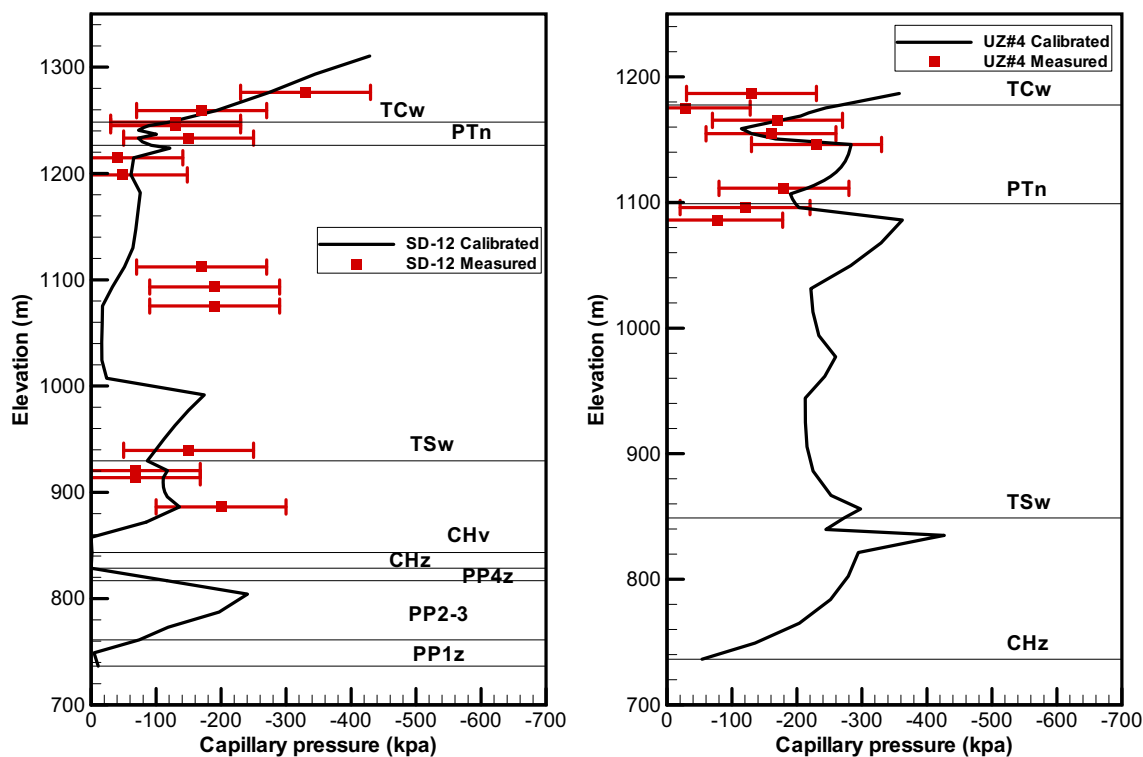 1300
1200
1100
1000
900
800
700
Elevation (m)
TCw
PTn
SD-12 Calibrated
SD-12 Measured
TSw
CHv
CHz
PP4z
PP2-3
PP1z
0 -100 -200 -300 -400 -500 -600 -700
Capillary pressure (kpa)
1200
1100
1000
900
800
700
Elevation (m)
UZ#4 Calibrated
UZ#4 Measured
TCw
PTn
TSw
CHz
-100 -200 -300 -400 -500 -600 -700
Capillary pressure (kpa)